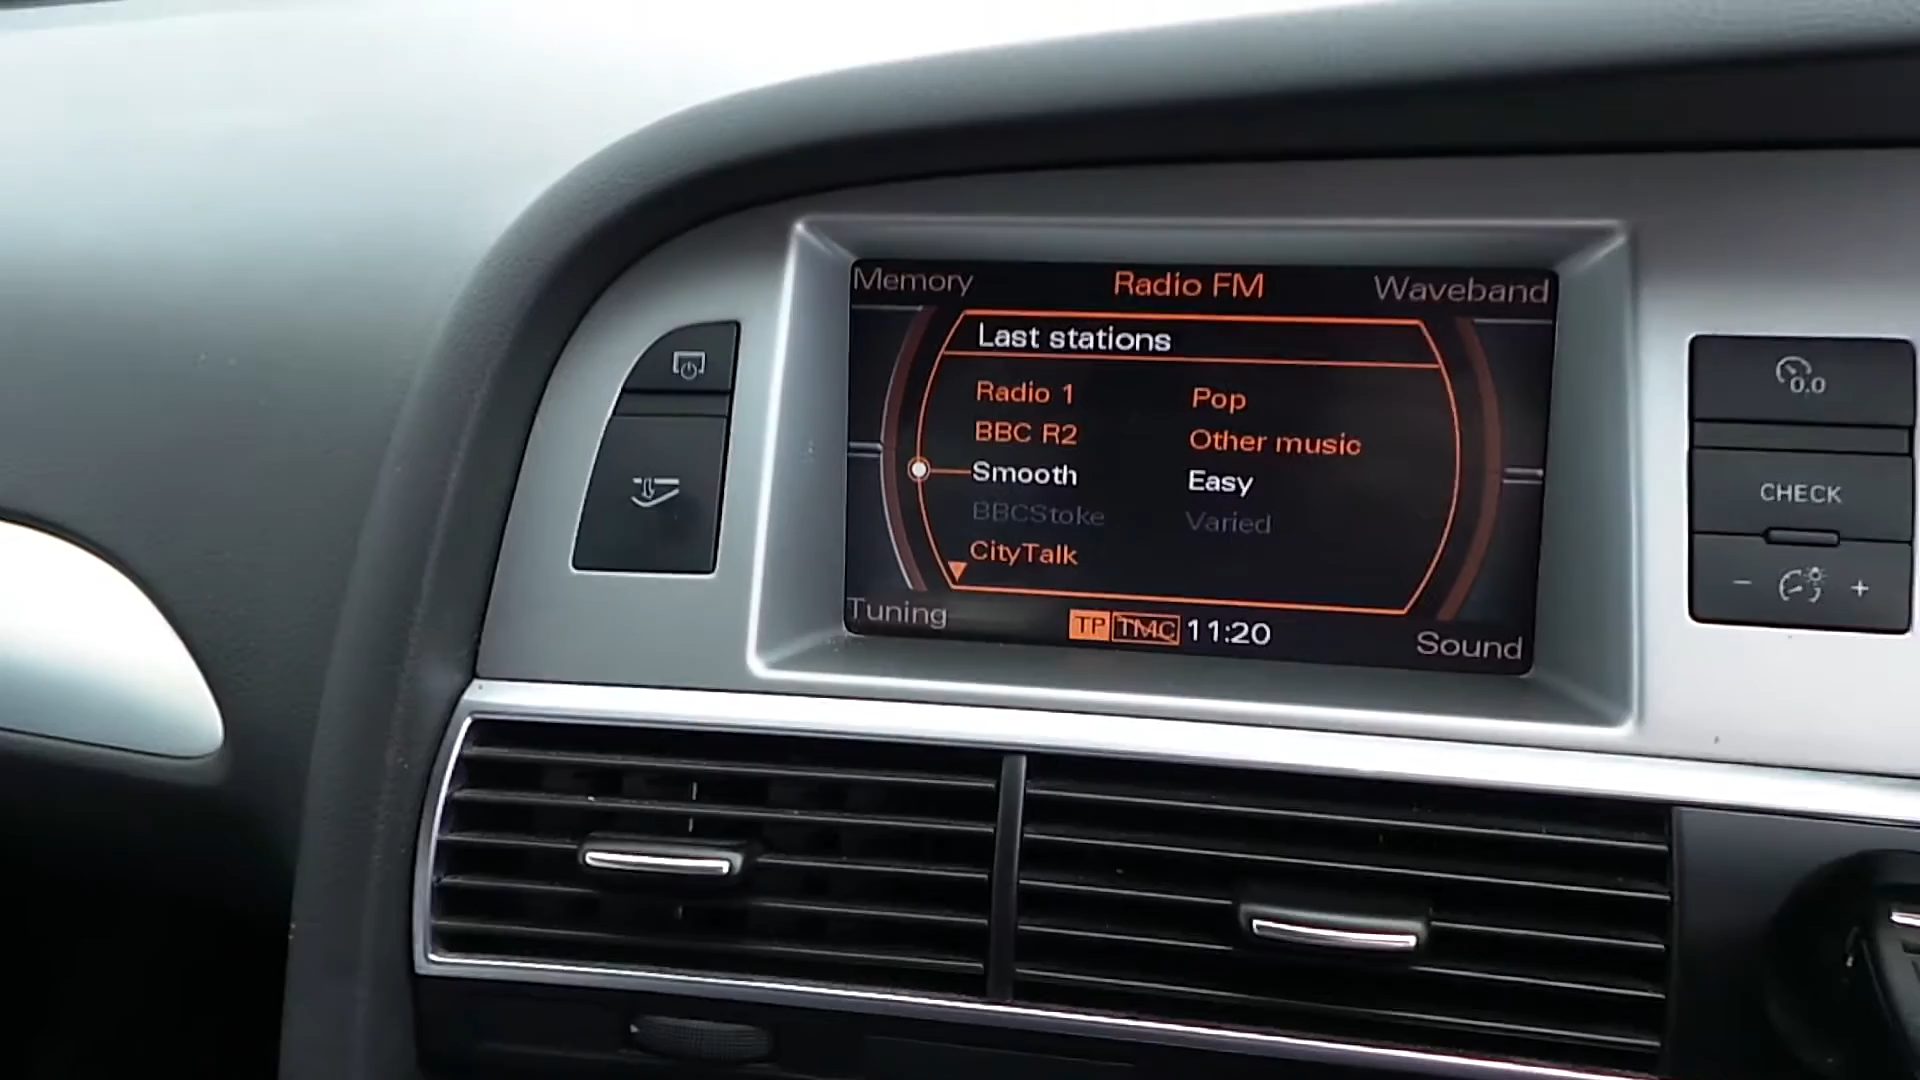 Memory Radio FM Waveband
Last stations
Radio 1 Pop
BBC R2 Other music
Smooth Easy
BBCStoke Varied
CityTalk
Tuning TP TMC 11:20 Sound
0.0
CHECK
- +